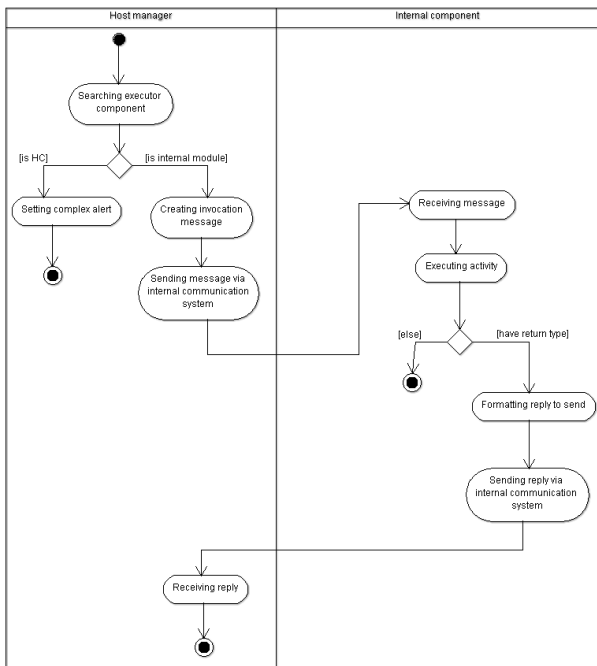 Host manager
Internal component
Searching executor
component
[is HC]
[is internal module]
Setting complex alert
Creating invocation
message
Receiving message
Sending message via
internal communication
system
Executing activity
[else]
[have return type]
Formatting reply to send
Sending reply via
internal communication
system
Receiving reply